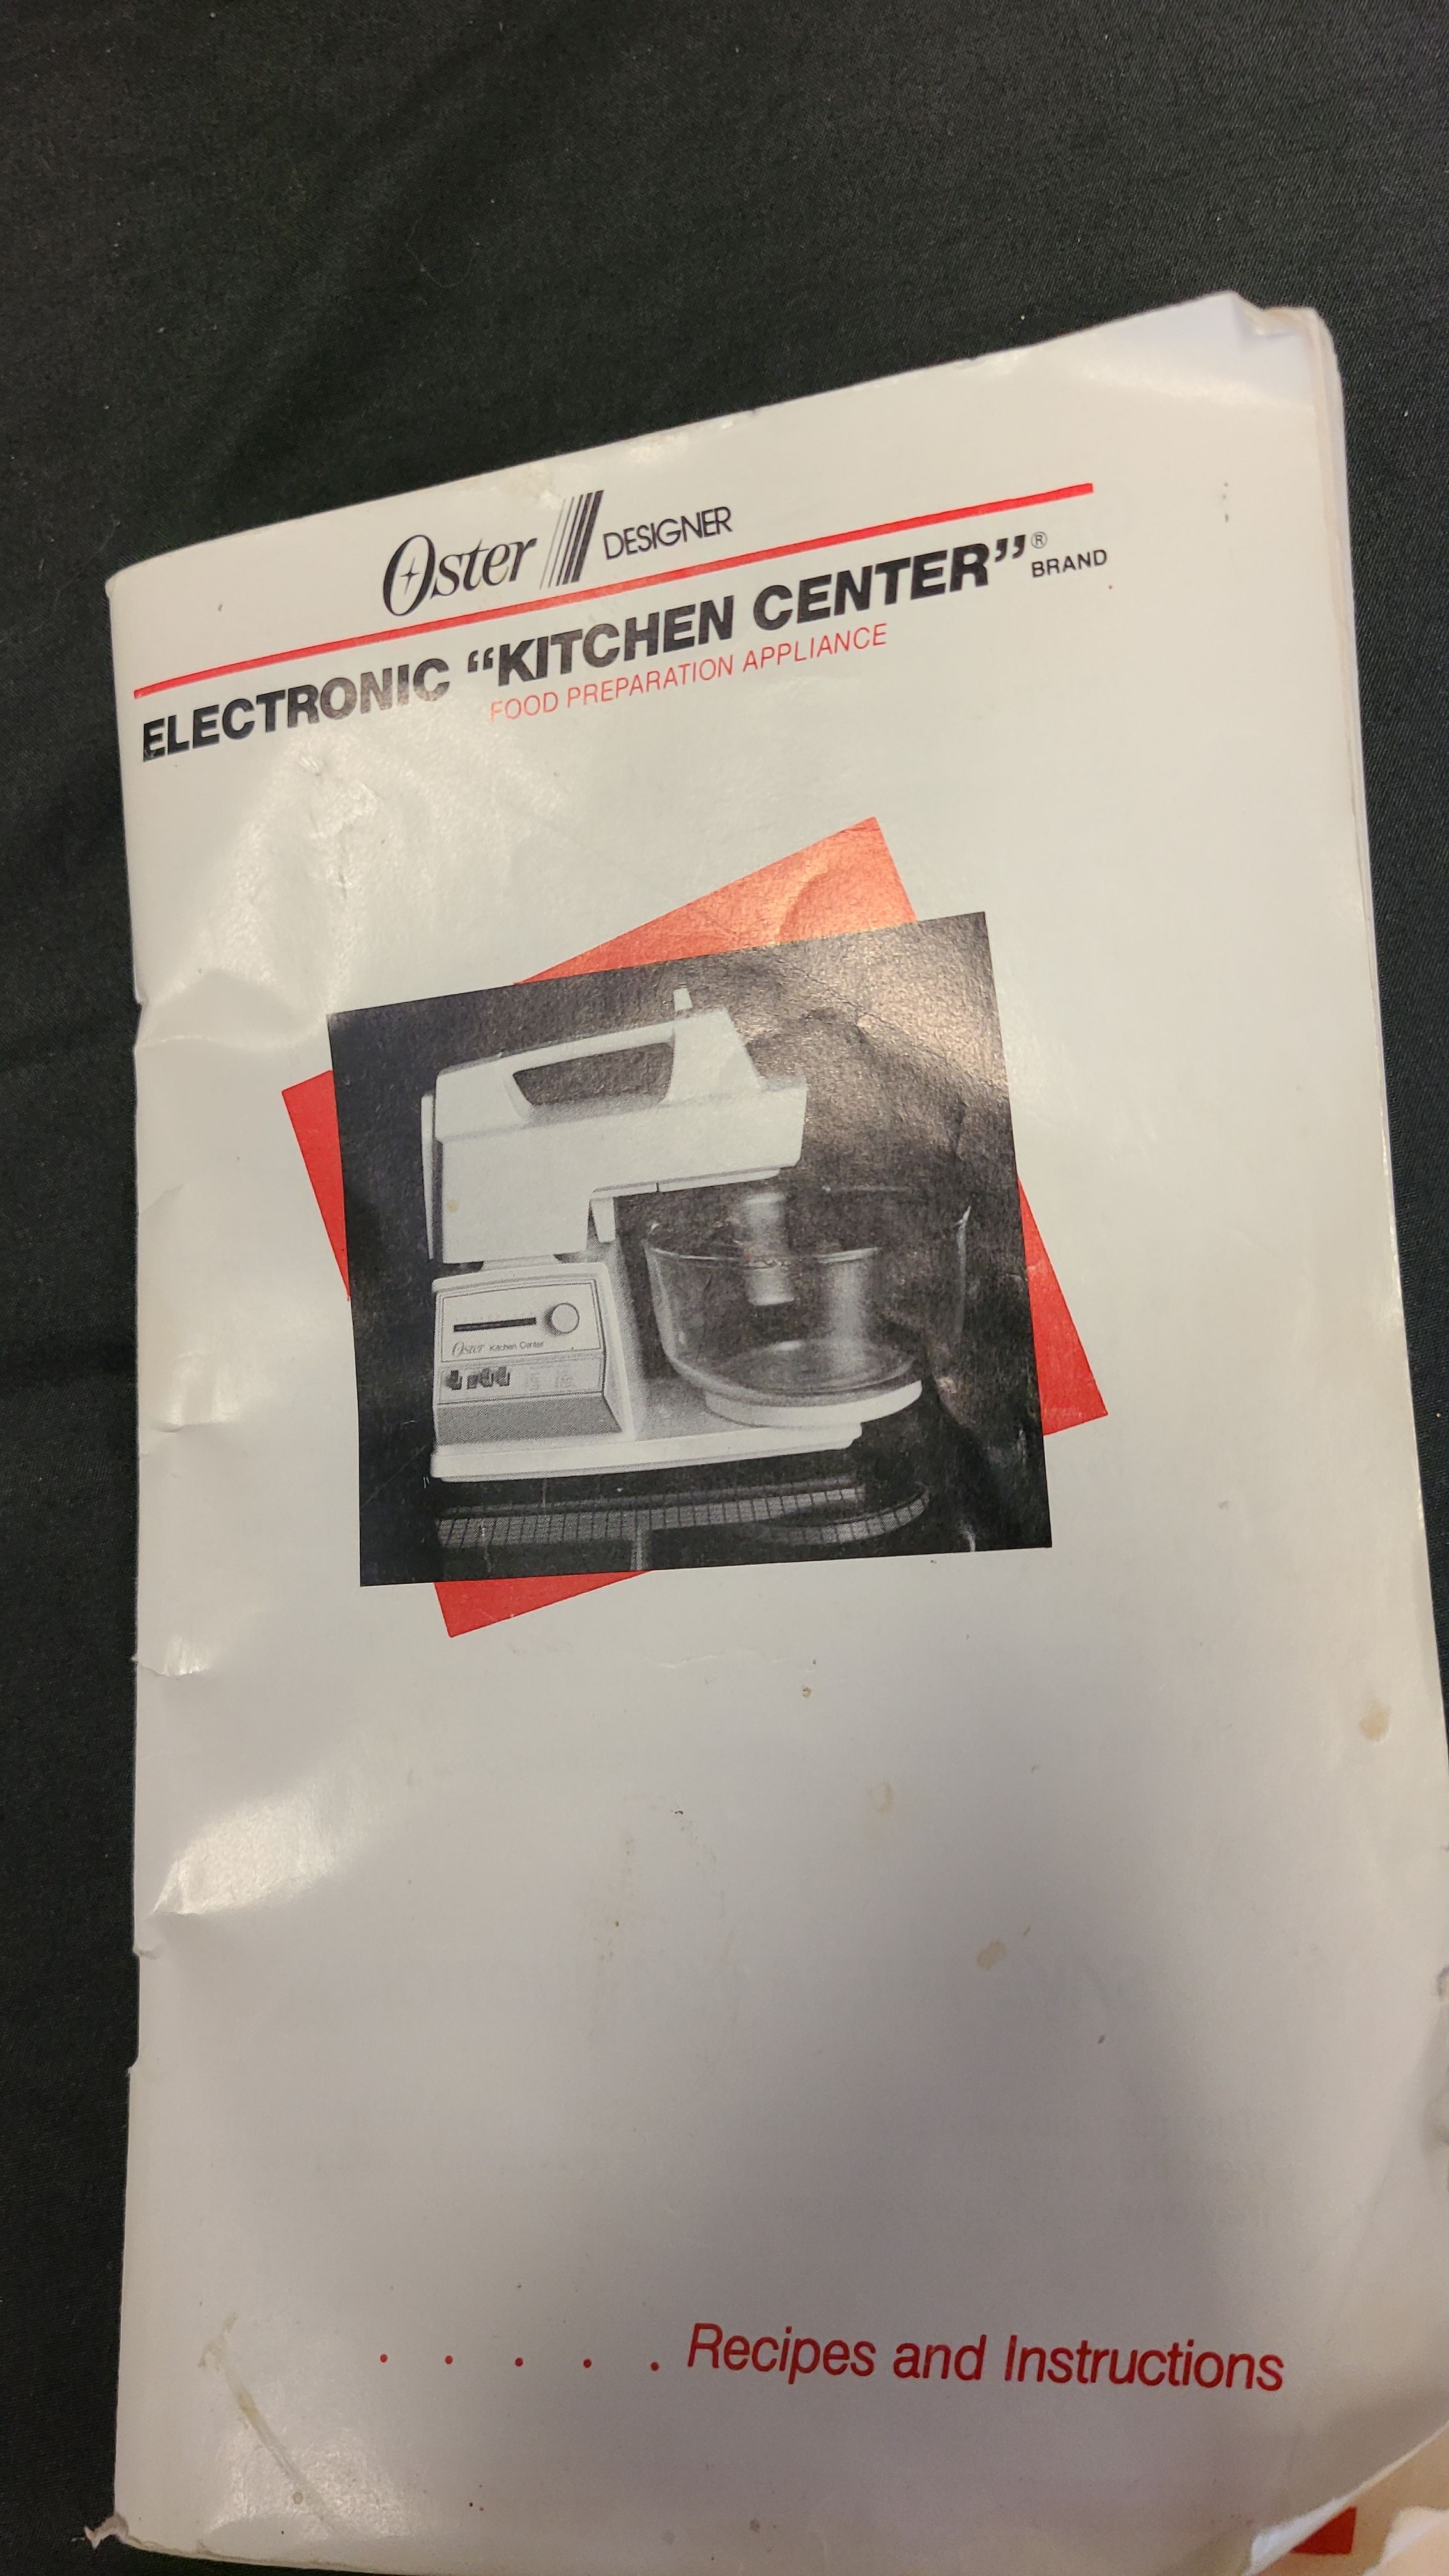 Oster DESIGNER
ELECTRONIC “KITCHEN CENTER”® BRAND
FOOD PREPARATION APPLIANCE
Oster Kitchen Center
. . . . . Recipes and Instructions